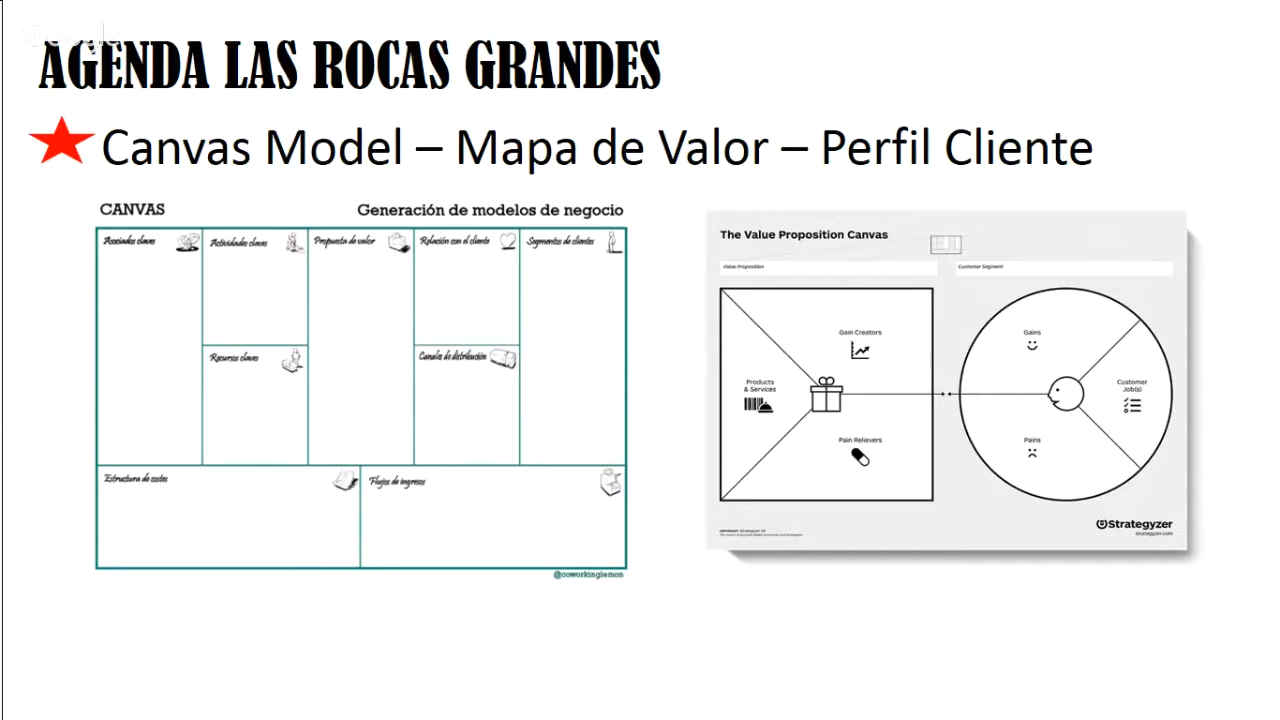 Google
AGENDA LAS ROCAS GRANDES
Canvas Model – Mapa de Valor – Perfil Cliente
CANVAS
Generación de modelos de negocio
Asociados claves
Actividades claves
Propuesta de valor
Relación con el cliente
Segmentos de clientes
Recursos claves
Canales de distribución
Estructura de costes
Flujos de ingresos
@coworkinglemon
The Value Proposition Canvas
Value Proposition
Customer Segment
Gain Creators
Products
& Services
Pain Relievers
Gains
Customer
Job(s)
Pains
Strategyzer
strategyzer.com